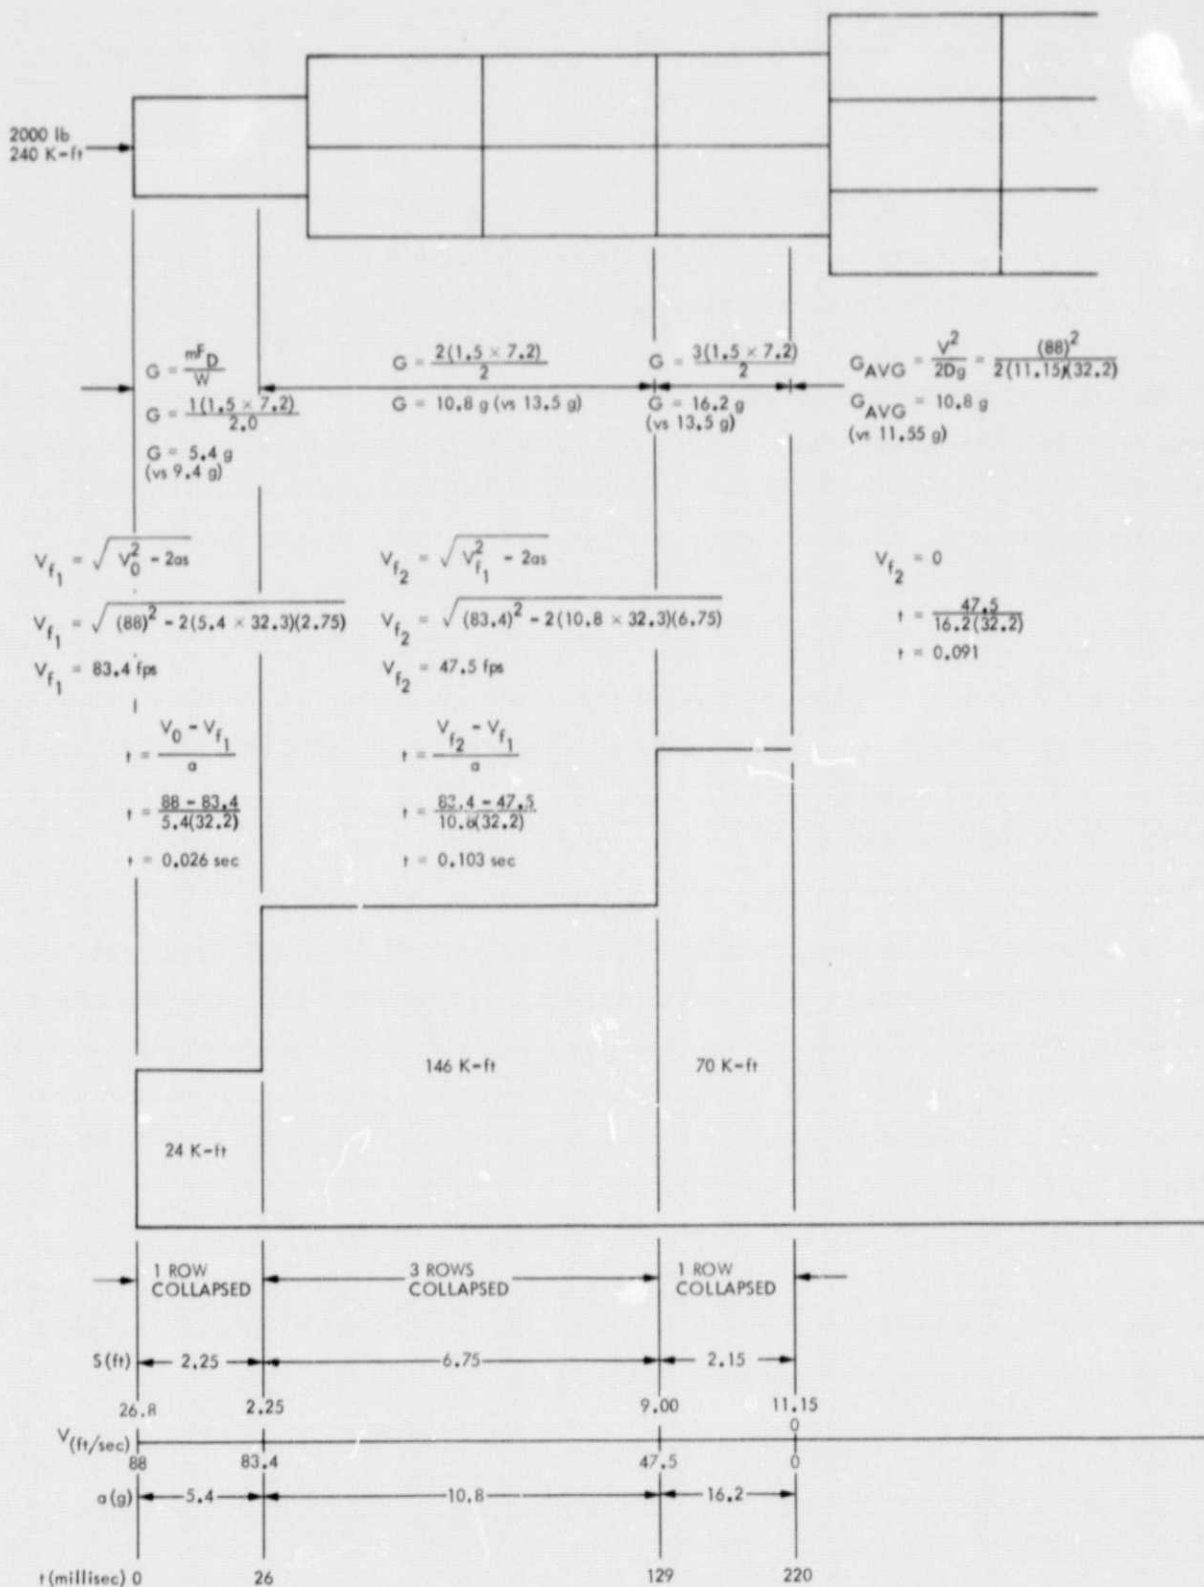 2000 lb
240 K-ft
G = mF_D / W
G = 1(1.5 × 7.2) / 2.0
G = 5.4 g
(vs 9.4 g)
G = 2(1.5 × 7.2) / 2
G = 10.8 g (vs 13.5 g)
G = 3(1.5 × 7.2) / 2
G = 16.2 g
(vs 13.5 g)
G_AVG = V² / 2Dg = (88)² / 2(11.15)(32.2)
G_AVG = 10.8 g
(vs 11.55 g)
V_f1 = √(V_0² - 2as)
V_f1 = √((88)² - 2(5.4 × 32.3)(2.75))
V_f1 = 83.4 fps
t = (V_0 - V_f1) / a
t = (88 - 83.4) / 5.4(32.2)
t = 0.026 sec
V_f2 = √(V_f1² - 2as)
V_f2 = √((83.4)² - 2(10.8 × 32.3)(6.75))
V_f2 = 47.5 fps
t = (V_f2 - V_f1) / a
t = (83.4 - 47.5) / 10.8(32.2)
t = 0.103 sec
V_f2 = 0
t = 47.5 / 16.2(32.2)
t = 0.091
24 K-ft
146 K-ft
70 K-ft
1 ROW
COLLAPSED
3 ROWS
COLLAPSED
1 ROW
COLLAPSED
S(ft) 2.25 6.75 2.15
26.8 2.25 9.00 11.15
0
V(ft/sec)
88 83.4 47.5 0
a(g) 5.4 10.8 16.2
t(millisec) 0 26 129 220